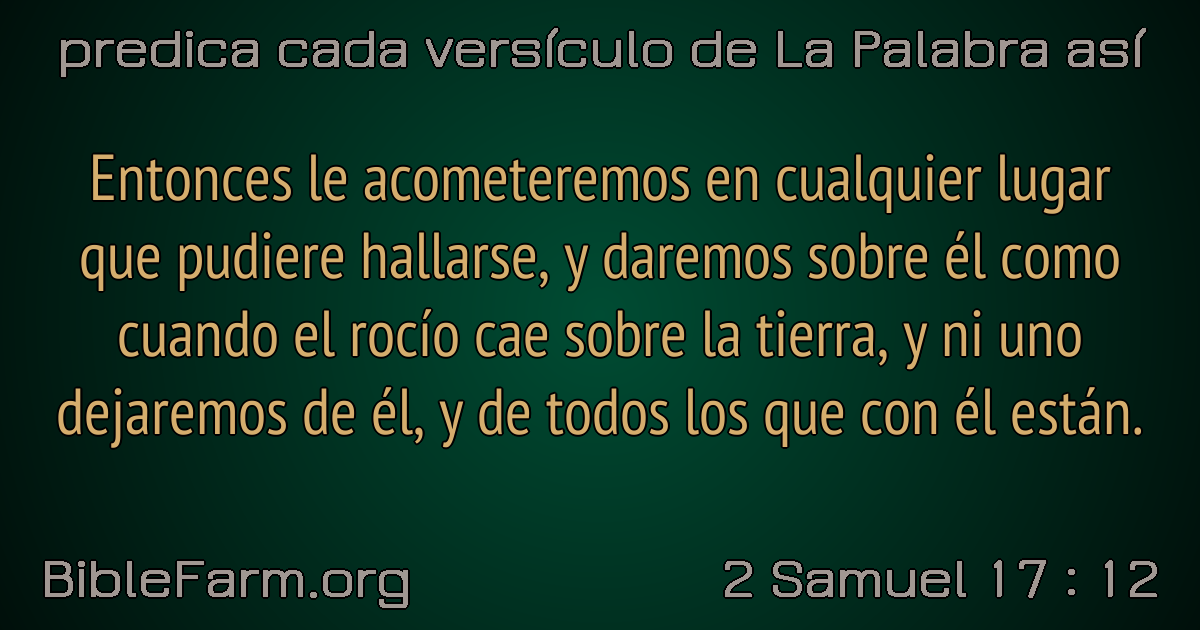 predica cada versículo de La Palabra así
Entonces le acometeremos en cualquier lugar
que pudiere hallarse, y daremos sobre él como
cuando el rocío cae sobre la tierra, y ni uno
dejaremos de él, y de todos los que con él están.
BibleFarm.org
2 Samuel 17 : 12